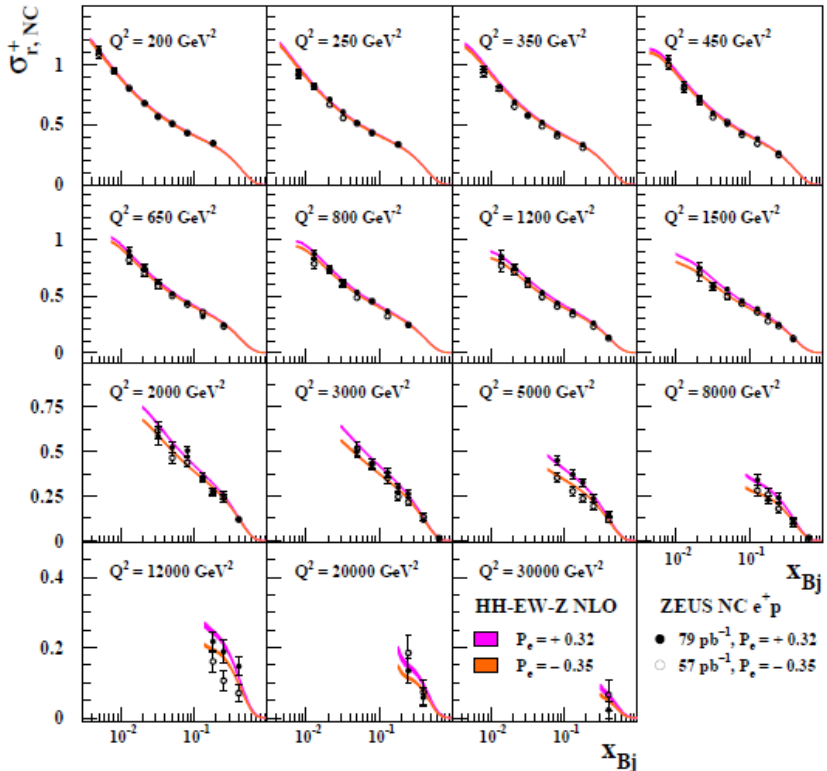 σ⁺r, NC
Q² = 200 GeV²
Q² = 250 GeV²
Q² = 350 GeV²
Q² = 450 GeV²
1
0.5
0
Q² = 650 GeV²
Q² = 800 GeV²
Q² = 1200 GeV²
Q² = 1500 GeV²
1
0.5
0
Q² = 2000 GeV²
Q² = 3000 GeV²
Q² = 5000 GeV²
Q² = 8000 GeV²
0.75
0.5
0.25
0
10⁻² 10⁻¹
xBj
Q² = 12000 GeV²
Q² = 20000 GeV²
Q² = 30000 GeV²
0.4
0.2
0
HH-EW-Z NLO
Pe = + 0.32
Pe = − 0.35
ZEUS NC e⁺p
79 pb⁻¹, Pe = + 0.32
57 pb⁻¹, Pe = − 0.35
10⁻² 10⁻¹ 10⁻² 10⁻¹ 10⁻² 10⁻¹
xBj